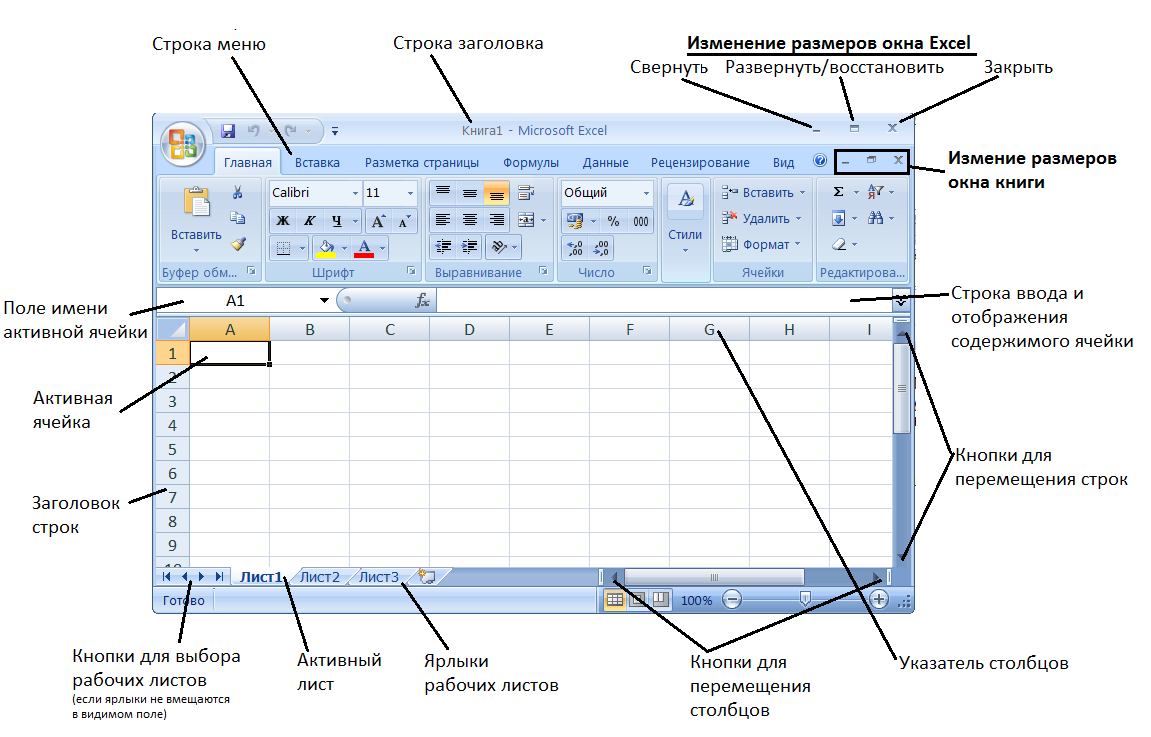 Строка меню
Строка заголовка
Изменение размеров окна Excel
Свернуть Развернуть/восстановить Закрыть
Книга1 - Microsoft Excel
Главная Вставка Разметка страницы Формулы Данные Рецензирование Вид
Измение размеров
окна книги
Вставить
Calibri 11
Ж К Ч A A
A
Общий
% 000
,00 ,00
Стили
Вставить
Удалить
Формат
Σ
Буфер обм... Шрифт Выравнивание Число Ячейки Редактирова...
Поле имени
активной ячейки
A1
fx
Строка ввода и
отображения
содержимого ячейки
A B C D E F G H I
1
2
3
4
5
6
7
8
9
10
Активная
ячейка
Заголовок
строк
Кнопки для
перемещения строк
Лист1 Лист2 Лист3
Готово
100%
Кнопки для выбора
рабочих листов
(если ярлыки не вмещаются
в видимом поле)
Активный
лист
Ярлыки
рабочих листов
Кнопки для
перемещения
столбцов
Указатель столбцов